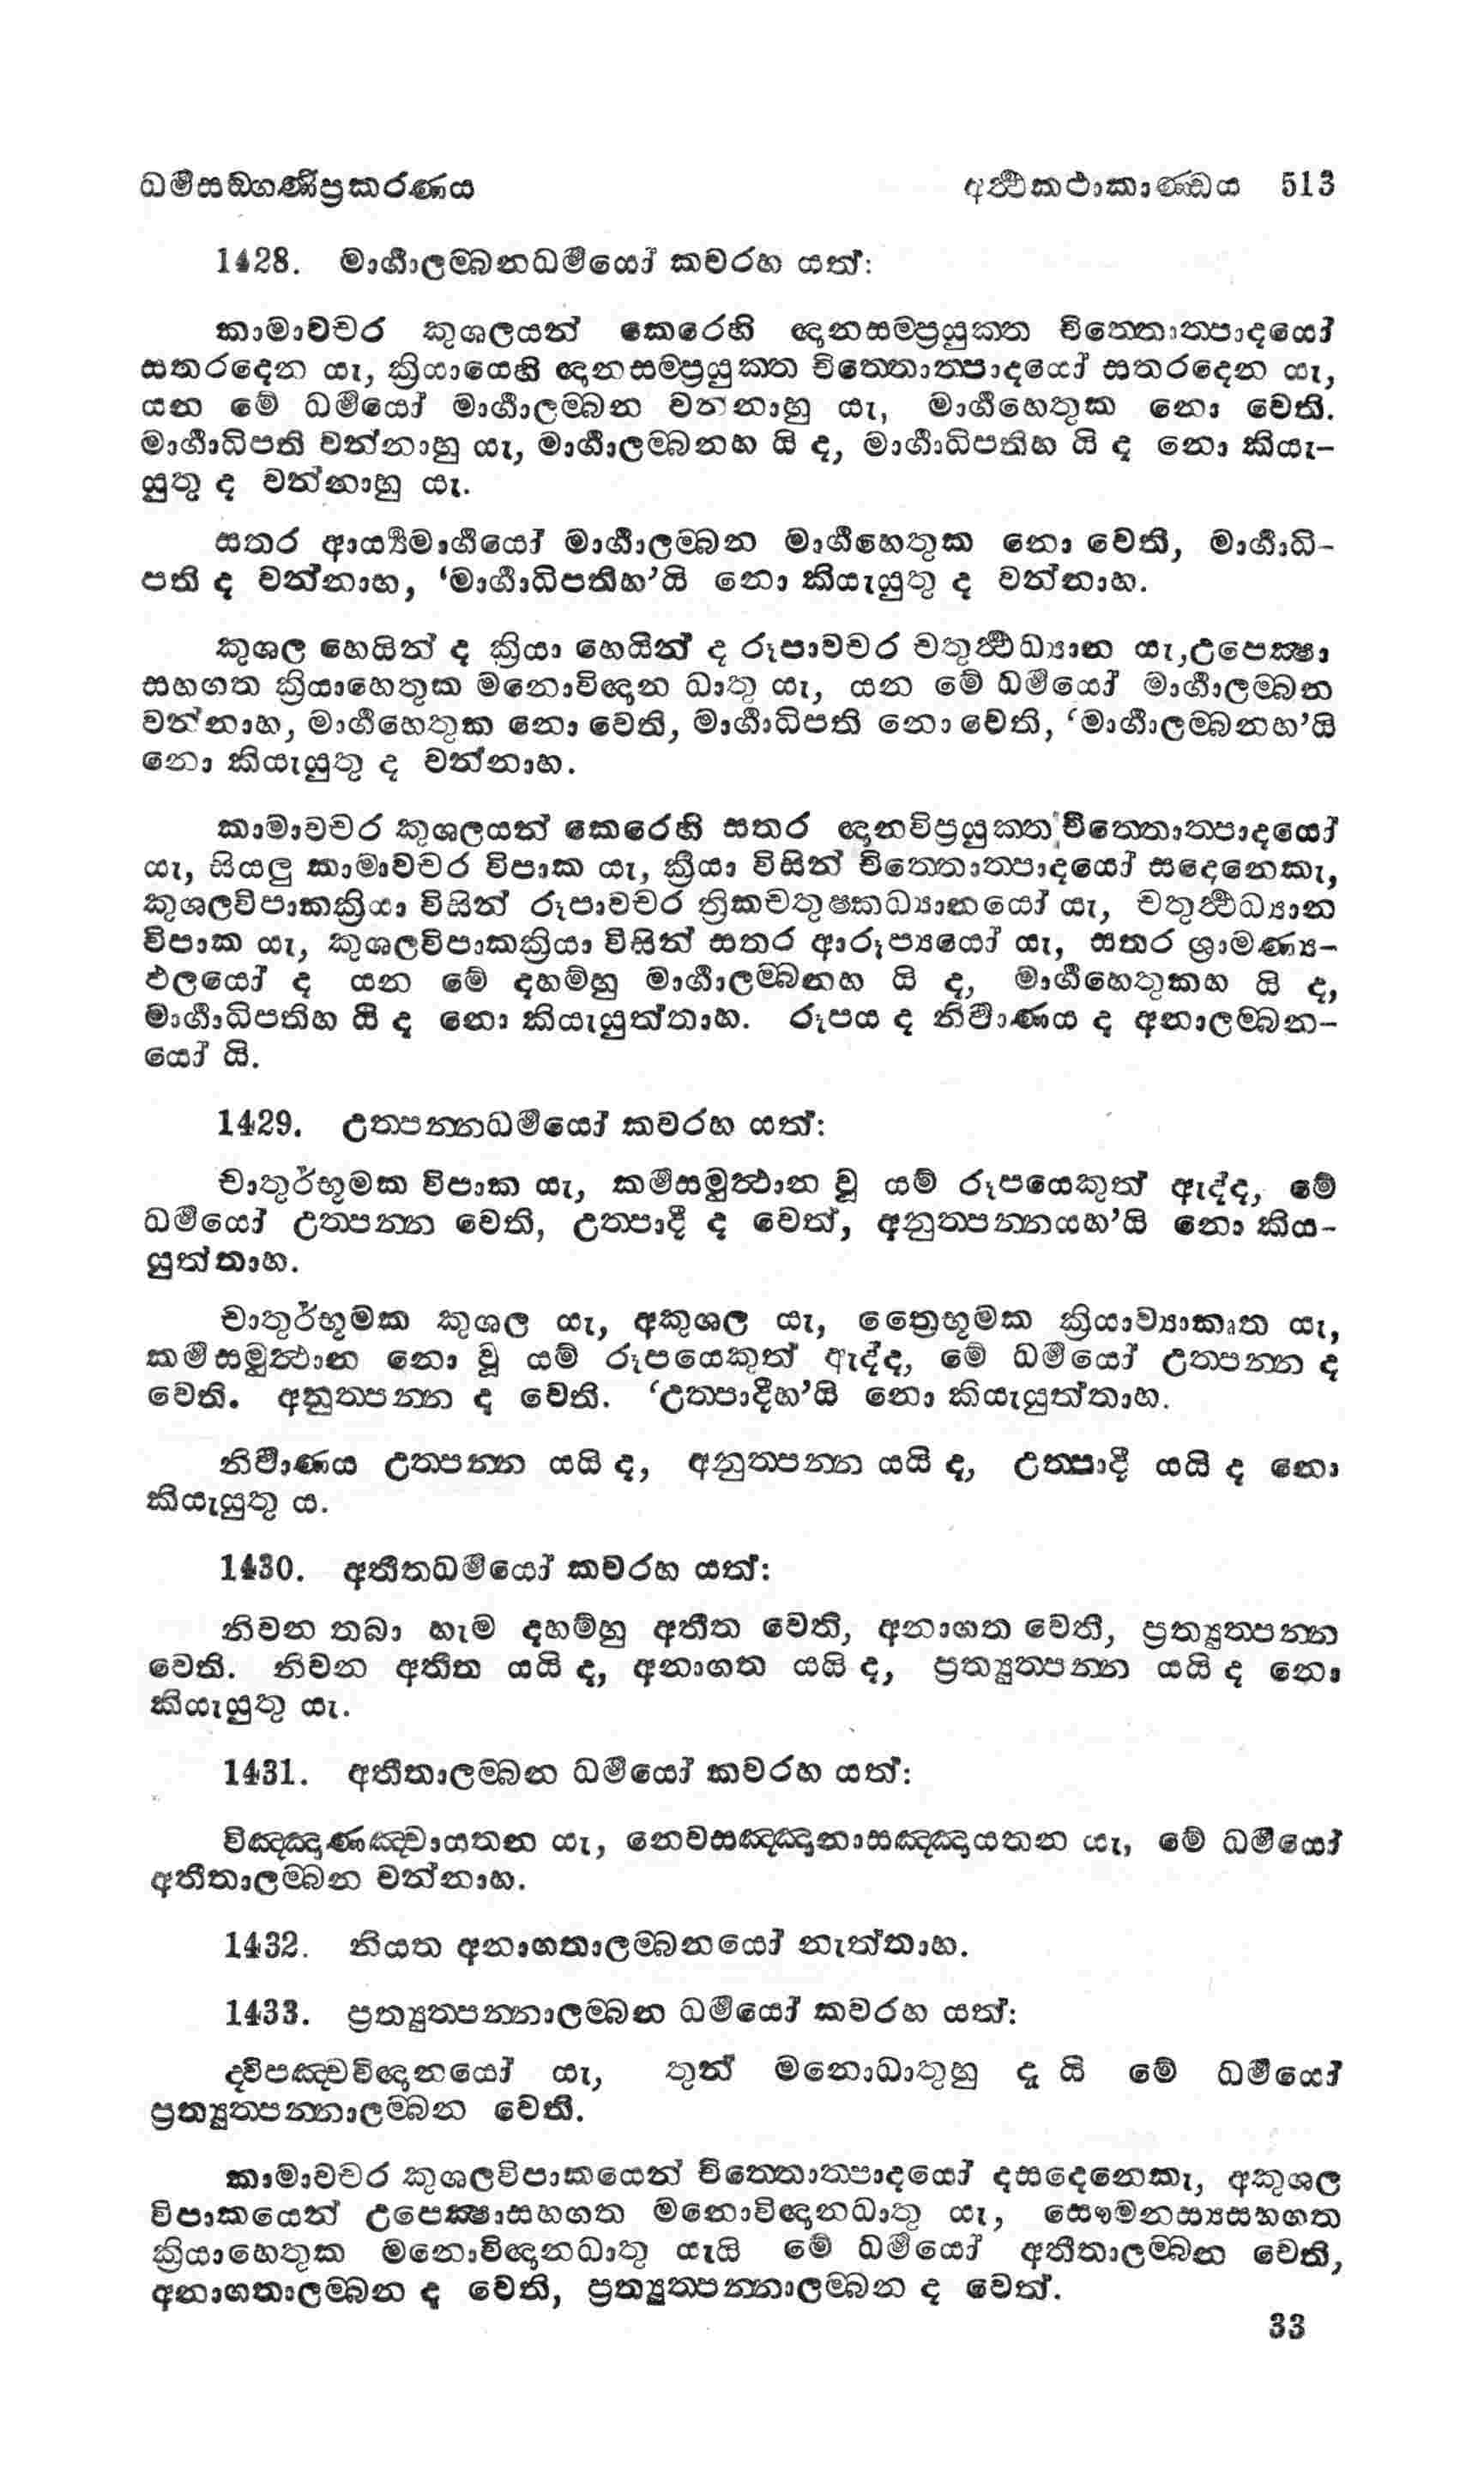 ධර්මසඞ්ගණිප්‍රකරණය අර්ථකථාකාණ්ඩය 513
1428. මාර්ගාලම්බනධර්මයෝ කවරහ යත්:
කාමාවචර කුශලයන් කෙරෙහි ඥානසම්ප්‍රයුක්ත චිත්තොත්පාදයෝ
සතරදෙන යැ, ක්‍රියායෙහි ඥානසම්ප්‍රයුක්ත චිත්තොත්පාදයෝ සතරදෙන යැ,
යන මේ ධර්මයෝ මාර්ගාලම්බන වන්නාහු යැ, මාර්ගහෙතුක නො වෙති.
මාර්ගාධිපති වන්නාහු යැ, මාර්ගාලම්බනහ යි ද, මාර්ගාධිපතිහ යි ද නො කියැ-
යුතු ද වන්නාහු යැ.
සතර ආර්ය්‍යමාර්ගයෝ මාර්ගාලම්බන මාර්ගහෙතුක නො වෙති, මාර්ගාධි-
පති ද වන්නාහ, ‘මාර්ගාධිපතිහ’යි නො කියැයුතු ද වන්නාහ.
කුශල හෙයින් ද ක්‍රියා හෙයින් ද රූපාවචර චතුර්ථධ්‍යාන යැ,උපෙක්ෂා
සහගත ක්‍රියාහෙතුක මනොවිඥාන ධාතු යැ, යන මේ ධර්මයෝ මාර්ගාලම්බන
වන්නාහ, මාර්ගහෙතුක නො වෙති, මාර්ගාධිපති නො වෙති, ‘මාර්ගාලම්බනහ’යි
නො කියැයුතු ද වන්නාහ.
කාමාවචර කුශලයන් කෙරෙහි සතර ඥානවිප්‍රයුක්ත චිත්තොත්පාදයෝ
යැ, සියලු කාමාවචර විපාක යැ, ක්‍රියා විසින් චිත්තොත්පාදයෝ සදෙනෙකැ,
කුශලවිපාකක්‍රියා විසින් රූපාවචර ත්‍රිකචතුෂ්කධ්‍යානයෝ යැ, චතුර්ථධ්‍යාන
විපාක යැ, කුශලවිපාකක්‍රියා විසින් සතර ආරූප්‍යයෝ යැ, සතර ශ්‍රාමණ්‍ය-
ඵලයෝ ද යන මේ දහම්හු මාර්ගාලම්බනහ යි ද, මාර්ගහෙතුකහ යි ද,
මාර්ගාධිපතිහ යි ද නො කියැයුත්තාහ. රූපය ද නිර්වාණය ද අනාලම්බන-
යෝ යි.
1429. උත්පන්නධර්මයෝ කවරහ යත්:
චාතුර්භූමක විපාක යැ, කර්මසමුත්ථාන වූ යම් රූපයෙකුත් ඇද්ද, මේ
ධර්මයෝ උත්පන්න වෙති, උත්පාදී ද වෙත්, අනුත්පන්නයහ’යි නො කිය-
යුත්තාහ.
චාතුර්භූමක කුශල යැ, අකුශල යැ, ත්‍රෛභූමක ක්‍රියාව්‍යාකෘත යැ,
කර්මසමුත්ථාන නො වූ යම් රූපයෙකුත් ඇද්ද, මේ ධර්මයෝ උත්පන්න ද
වෙති. අනුත්පන්න ද වෙති. ‘උත්පාදීහ’යි නො කියැයුත්තාහ.
නිර්වාණය උත්පන්න යයි ද, අනුත්පන්න යයි ද, උත්පාදී යයි ද නො
කියැයුතු ය.
1430. අතීතධර්මයෝ කවරහ යත්:
නිවන තබා හැම දහම්හු අතීත වෙති, අනාගත වෙති, ප්‍රත්‍යුත්පන්න
වෙති. නිවන අතීත යයි ද, අනාගත යයි ද, ප්‍රත්‍යුත්පන්න යයි ද නො
කියැයුතු යැ.
1431. අතීතාලම්බන ධර්මයෝ කවරහ යත්:
විඤ්ඤාණඤ්චායතන යැ, නෙවසඤ්ඤානාසඤ්ඤායතන යැ, මේ ධර්මයෝ
අතීතාලම්බන වන්නාහ.
1432. නියත අනාගතාලම්බනයෝ නැත්තාහ.
1433. ප්‍රත්‍යුත්පන්නාලම්බන ධර්මයෝ කවරහ යත්:
ද්විපඤ්චවිඥානයෝ යැ, තුන් මනොධාතුහු දැ යි මේ ධර්මයෝ
ප්‍රත්‍යුත්පන්නාලම්බන වෙති.
කාමාවචර කුශලවිපාකයෙන් චිත්තොත්පාදයෝ දසදෙනෙකැ, අකුශල
විපාකයෙන් උපෙක්ෂාසහගත මනොවිඥානධාතු යැ, සෞමනස්‍යසහගත
ක්‍රියාහෙතුක මනොවිඥානධාතු යැයි මේ ධර්මයෝ අතීතාලම්බන වෙති,
අනාගතාලම්බන ද වෙති, ප්‍රත්‍යුත්පන්නාලම්බන ද වෙත්.
33